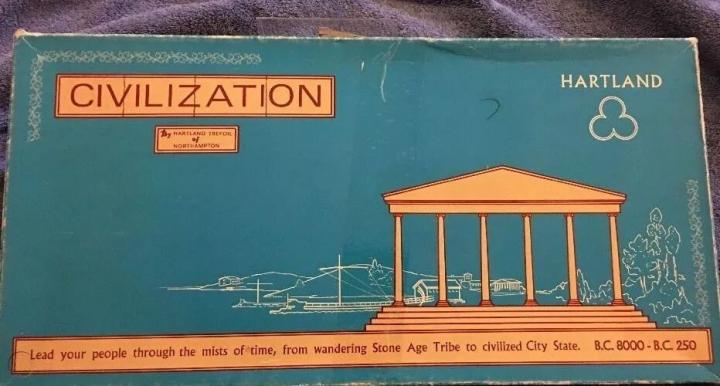 CIVILIZATION
By HARTLAND TREFOIL
of
NORTHAMPTON
HARTLAND
Lead your people through the mists of time, from wandering Stone Age Tribe to civilized City State. B.C. 8000 - B.C. 250